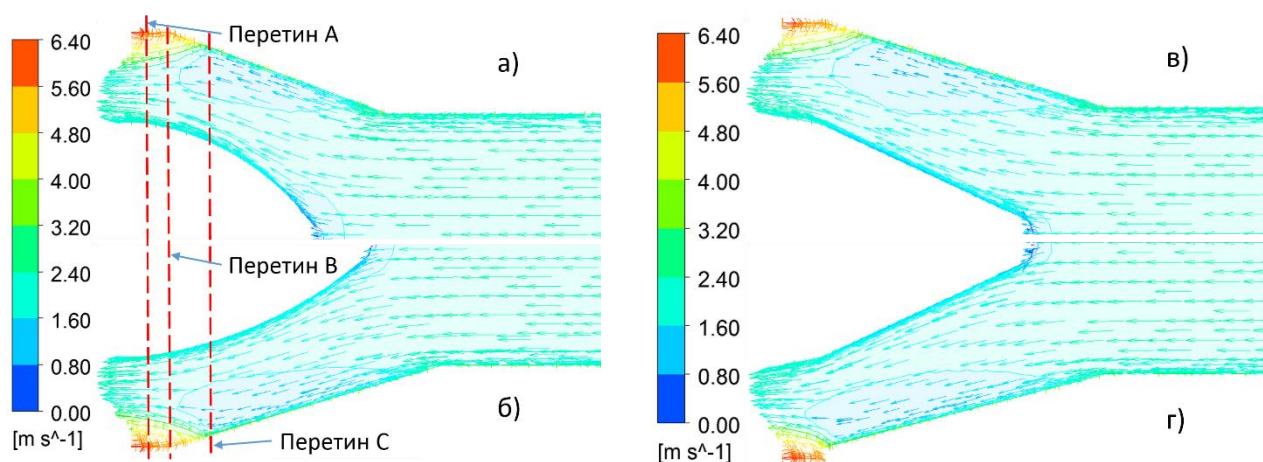 Перетин A
Перетин B
Перетин C
а)
б)
6.40
5.60
4.80
4.00
3.20
2.40
1.60
0.80
0.00
[m s^-1]
в)
г)
6.40
5.60
4.80
4.00
3.20
2.40
1.60
0.80
0.00
[m s^-1]